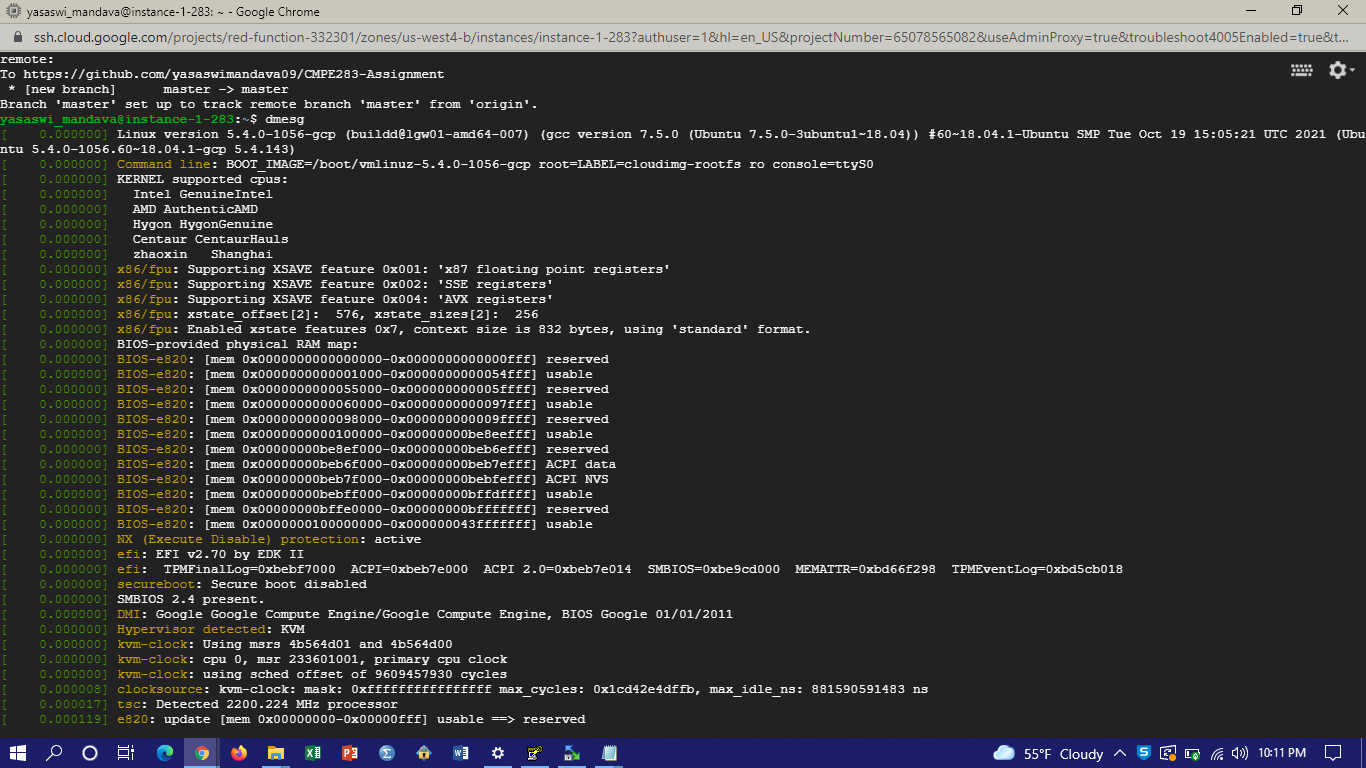 yasaswi_mandava@instance-1-283: ~ - Google Chrome
ssh.cloud.google.com/projects/red-function-332301/zones/us-west4-b/instances/instance-1-283?authuser=1&hl=en_US&projectNumber=65078565082&useAdminProxy=true&troubleshoot4005Enabled=true&t...
remote:
To https://github.com/yasaswimandava09/CMPE283-Assignment
 * [new branch]      master -> master
Branch 'master' set up to track remote branch 'master' from 'origin'.
yasaswi_mandava@instance-1-283:~$ dmesg
[    0.000000] Linux version 5.4.0-1056-gcp (buildd@lgw01-amd64-007) (gcc version 7.5.0 (Ubuntu 7.5.0-3ubuntu1~18.04)) #60~18.04.1-Ubuntu SMP Tue Oct 19 15:05:21 UTC 2021 (Ubu
ntu 5.4.0-1056.60~18.04.1-gcp 5.4.143)
[    0.000000] Command line: BOOT_IMAGE=/boot/vmlinuz-5.4.0-1056-gcp root=LABEL=cloudimg-rootfs ro console=ttyS0
[    0.000000] KERNEL supported cpus:
[    0.000000]   Intel GenuineIntel
[    0.000000]   AMD AuthenticAMD
[    0.000000]   Hygon HygonGenuine
[    0.000000]   Centaur CentaurHauls
[    0.000000]   zhaoxin   Shanghai
[    0.000000] x86/fpu: Supporting XSAVE feature 0x001: 'x87 floating point registers'
[    0.000000] x86/fpu: Supporting XSAVE feature 0x002: 'SSE registers'
[    0.000000] x86/fpu: Supporting XSAVE feature 0x004: 'AVX registers'
[    0.000000] x86/fpu: xstate_offset[2]:  576, xstate_sizes[2]:  256
[    0.000000] x86/fpu: Enabled xstate features 0x7, context size is 832 bytes, using 'standard' format.
[    0.000000] BIOS-provided physical RAM map:
[    0.000000] BIOS-e820: [mem 0x0000000000000000-0x0000000000000fff] reserved
[    0.000000] BIOS-e820: [mem 0x0000000000001000-0x0000000000054fff] usable
[    0.000000] BIOS-e820: [mem 0x0000000000055000-0x000000000005ffff] reserved
[    0.000000] BIOS-e820: [mem 0x0000000000060000-0x0000000000097fff] usable
[    0.000000] BIOS-e820: [mem 0x0000000000098000-0x000000000009ffff] reserved
[    0.000000] BIOS-e820: [mem 0x0000000000100000-0x00000000be8eefff] usable
[    0.000000] BIOS-e820: [mem 0x00000000be8ef000-0x00000000beb6efff] reserved
[    0.000000] BIOS-e820: [mem 0x00000000beb6f000-0x00000000beb7efff] ACPI data
[    0.000000] BIOS-e820: [mem 0x00000000beb7f000-0x00000000bebfefff] ACPI NVS
[    0.000000] BIOS-e820: [mem 0x00000000bebff000-0x00000000bffdffff] usable
[    0.000000] BIOS-e820: [mem 0x00000000bffe0000-0x00000000bfffffff] reserved
[    0.000000] BIOS-e820: [mem 0x0000000100000000-0x000000043fffffff] usable
[    0.000000] NX (Execute Disable) protection: active
[    0.000000] efi: EFI v2.70 by EDK II
[    0.000000] efi:  TPMFinalLog=0xbebf7000  ACPI=0xbeb7e000  ACPI 2.0=0xbeb7e014  SMBIOS=0xbe9cd000  MEMATTR=0xbd66f298  TPMEventLog=0xbd5cb018
[    0.000000] secureboot: Secure boot disabled
[    0.000000] SMBIOS 2.4 present.
[    0.000000] DMI: Google Google Compute Engine/Google Compute Engine, BIOS Google 01/01/2011
[    0.000000] Hypervisor detected: KVM
[    0.000000] kvm-clock: Using msrs 4b564d01 and 4b564d00
[    0.000000] kvm-clock: cpu 0, msr 233601001, primary cpu clock
[    0.000000] kvm-clock: using sched offset of 9609457930 cycles
[    0.000008] clocksource: kvm-clock: mask: 0xffffffffffffffff max_cycles: 0x1cd42e4dffb, max_idle_ns: 881590591483 ns
[    0.000017] tsc: Detected 2200.224 MHz processor
[    0.000119] e820: update [mem 0x00000000-0x00000fff] usable ==> reserved
55°F Cloudy
10:11 PM